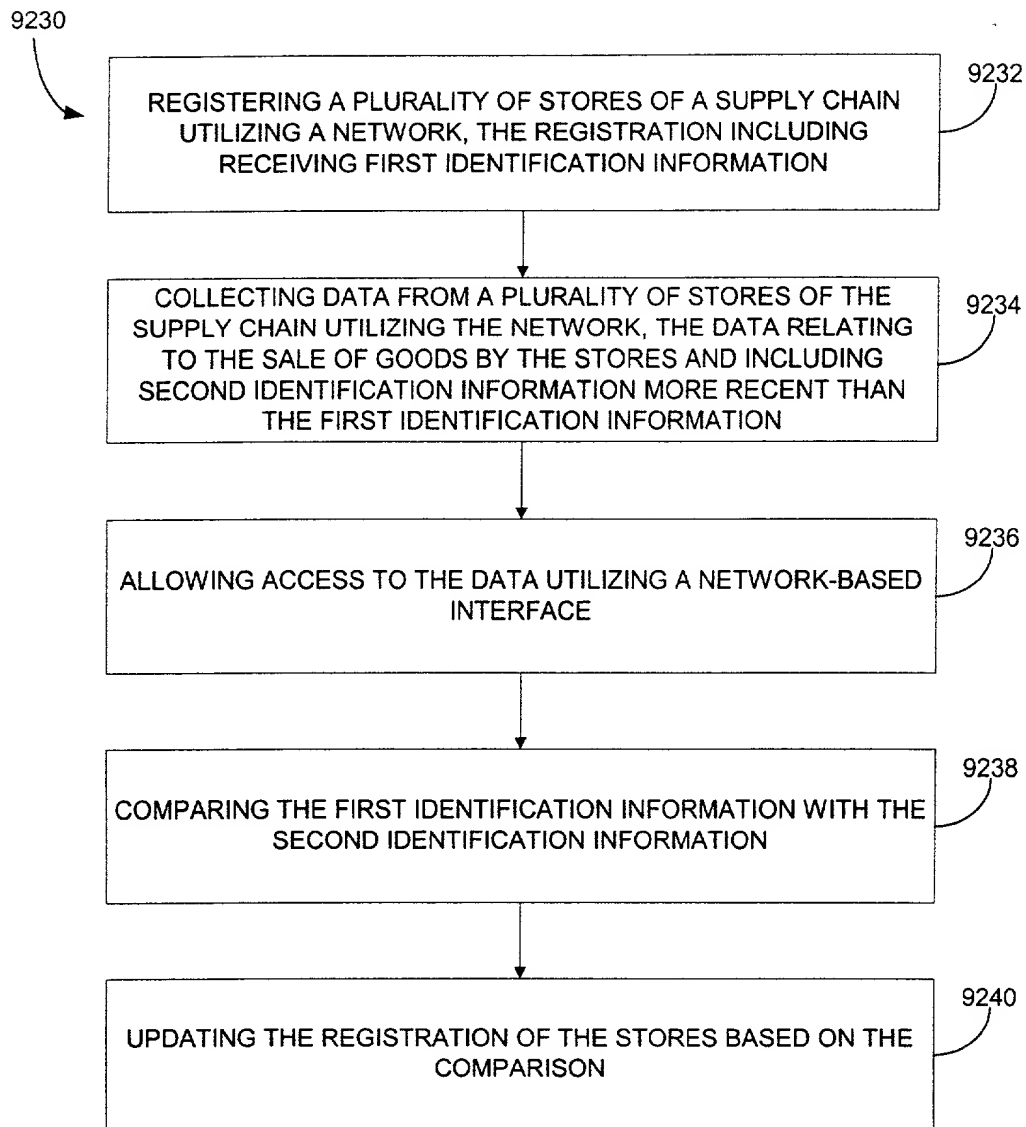 9230
9232
REGISTERING A PLURALITY OF STORES OF A SUPPLY CHAIN
UTILIZING A NETWORK, THE REGISTRATION INCLUDING
RECEIVING FIRST IDENTIFICATION INFORMATION
9234
COLLECTING DATA FROM A PLURALITY OF STORES OF THE
SUPPLY CHAIN UTILIZING THE NETWORK, THE DATA RELATING
TO THE SALE OF GOODS BY THE STORES AND INCLUDING
SECOND IDENTIFICATION INFORMATION MORE RECENT THAN
THE FIRST IDENTIFICATION INFORMATION
9236
ALLOWING ACCESS TO THE DATA UTILIZING A NETWORK-BASED
INTERFACE
9238
COMPARING THE FIRST IDENTIFICATION INFORMATION WITH THE
SECOND IDENTIFICATION INFORMATION
9240
UPDATING THE REGISTRATION OF THE STORES BASED ON THE
COMPARISON